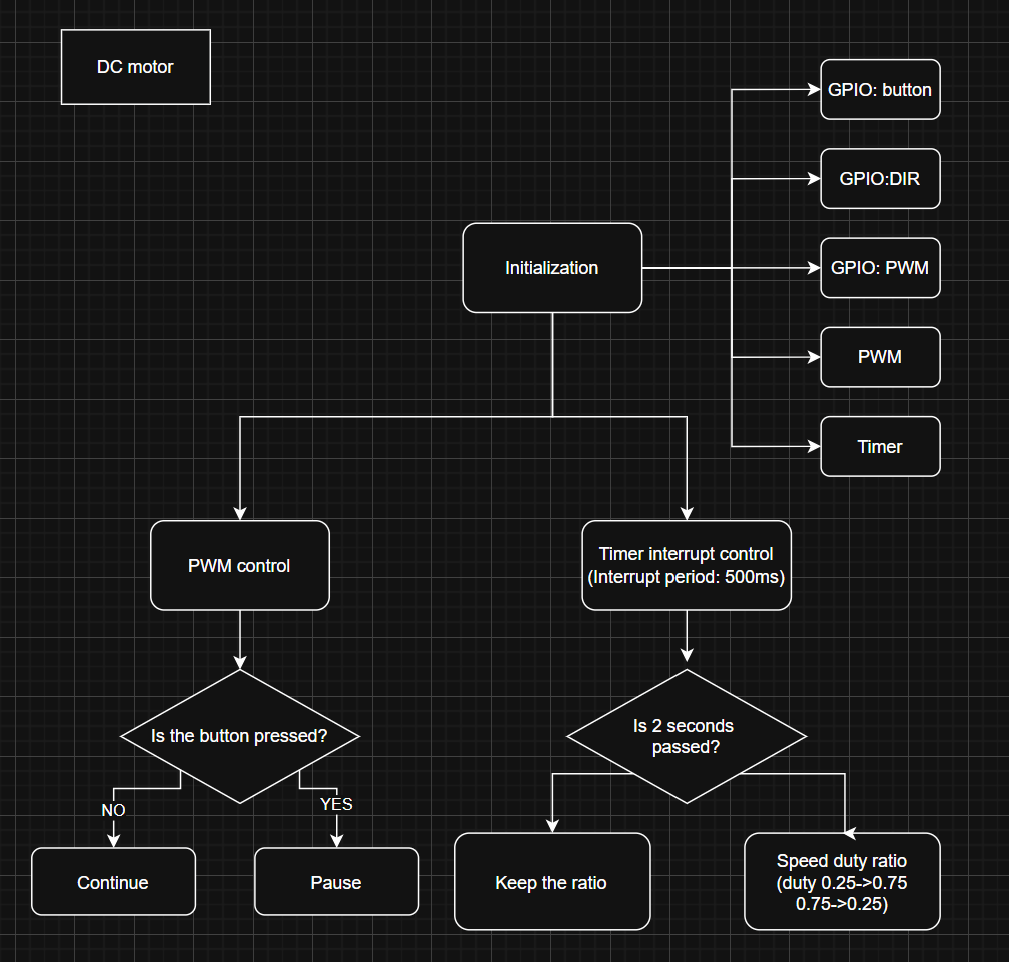 DC motor
GPIO: button
GPIO:DIR
Initialization
GPIO: PWM
PWM
Timer
PWM control
Timer interrupt control
(Interrupt period: 500ms)
Is the button pressed?
Is 2 seconds
passed?
NO
YES
Continue
Pause
Keep the ratio
Speed duty ratio
(duty 0.25->0.75
0.75->0.25)